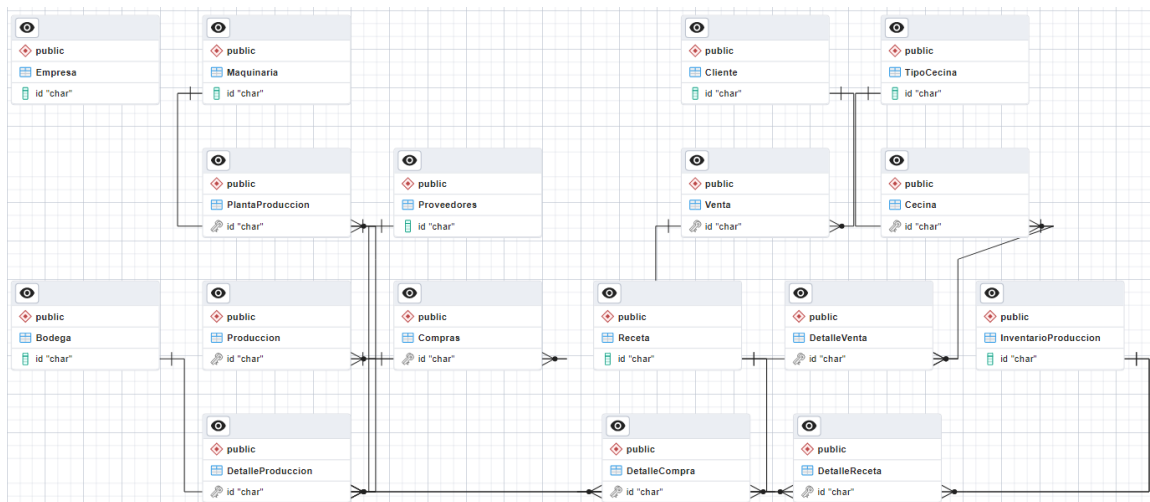 public
Empresa
id "char"
public
Maquinaria
id "char"
public
Cliente
id "char"
public
TipoCecina
id "char"
public
PlantaProduccion
id "char"
public
Proveedores
id "char"
public
Venta
id "char"
public
Cecina
id "char"
public
Bodega
id "char"
public
Produccion
id "char"
public
Compras
id "char"
public
Receta
id "char"
public
DetalleVenta
id "char"
public
InventarioProduccion
id "char"
public
DetalleProduccion
id "char"
public
DetalleCompra
id "char"
public
DetalleReceta
id "char"